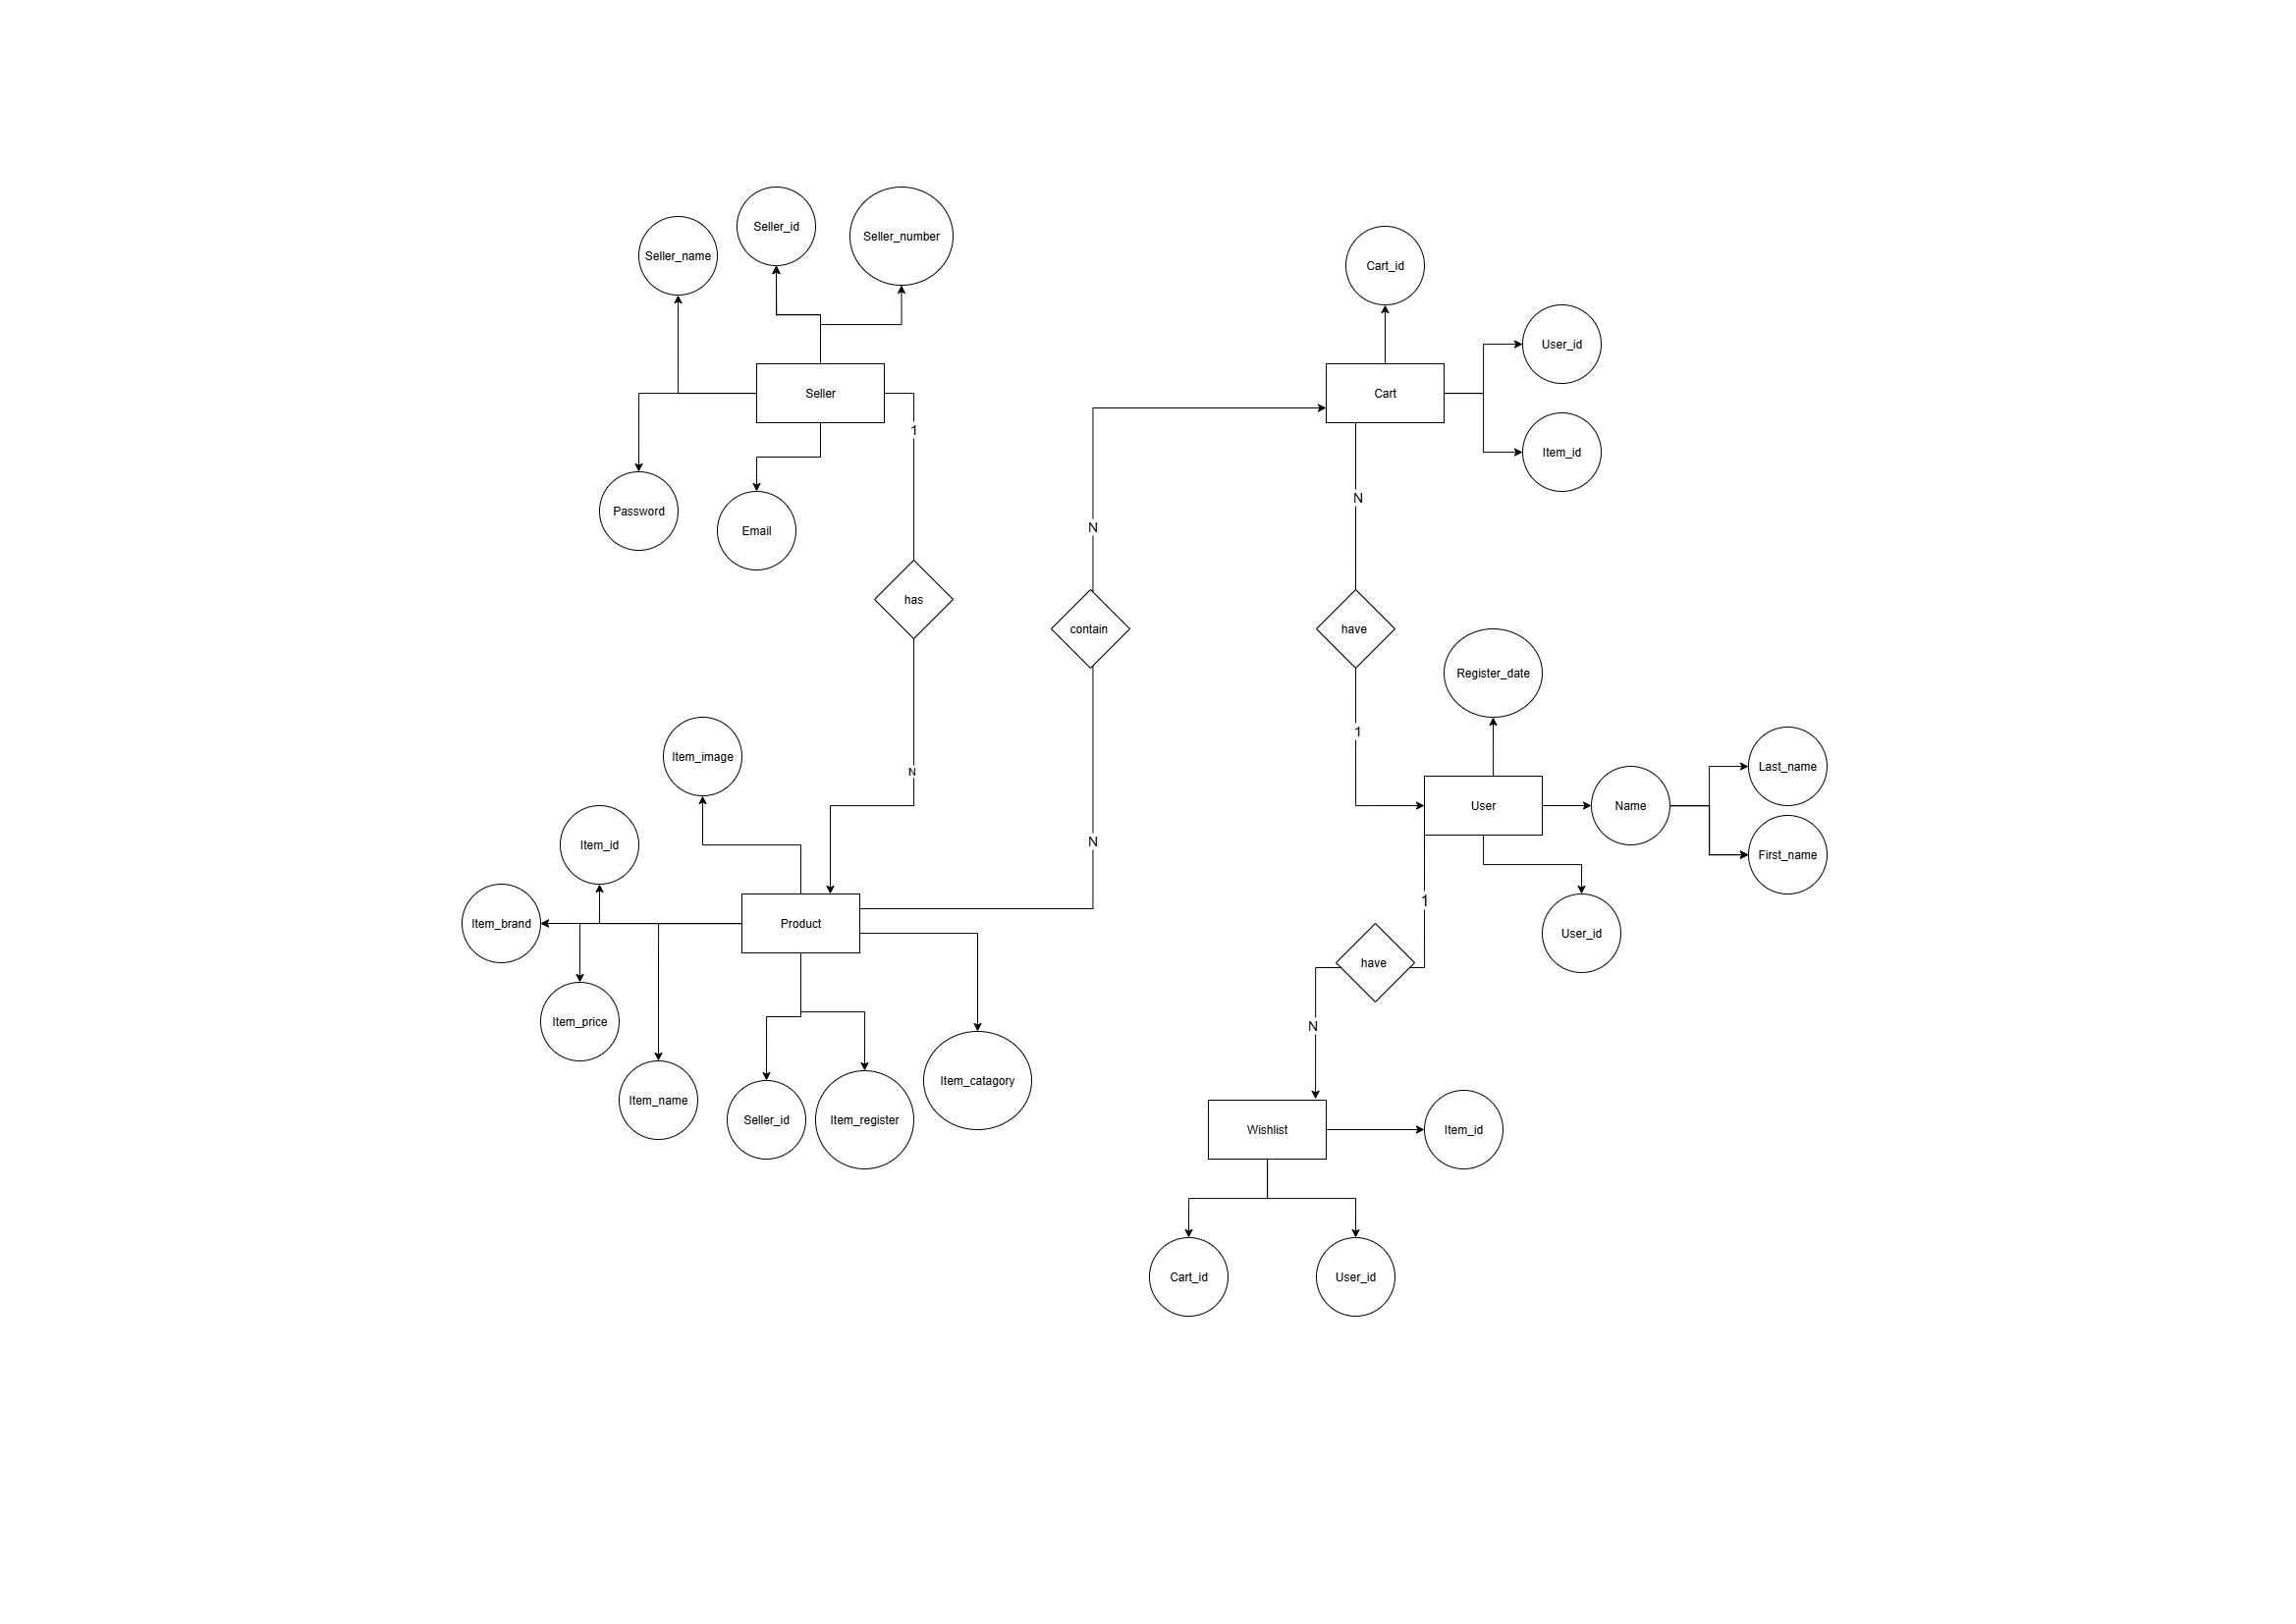 Seller_id
Seller_number
Seller_name
Cart_id
User_id
Seller
Cart
1
Item_id
N
Password
N
Email
has
contain
have
Register_date
1
Item_image
Last_name
N
User
Name
N
Item_id
First_name
1
Item_brand
Product
User_id
have
Item_price
N
Item_catagory
Item_name
Seller_id
Item_register
Wishlist
Item_id
Cart_id
User_id